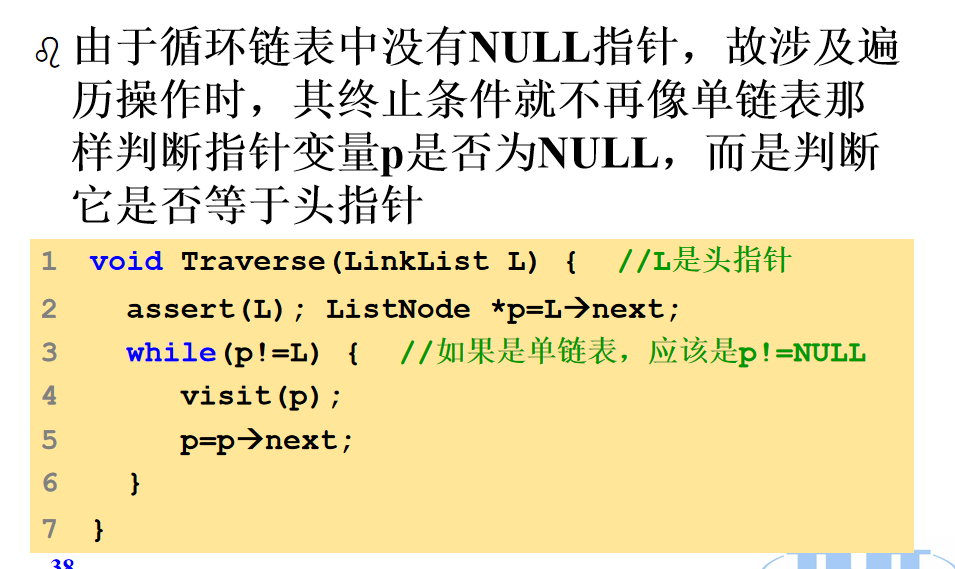 由于循环链表中没有NULL指针，故涉及遍
历操作时，其终止条件就不再像单链表那
样判断指针变量p是否为NULL，而是判断
它是否等于头指针
1 void Traverse(LinkList L) { //L是头指针
2 assert(L); ListNode *p=L→next;
3 while(p!=L) { //如果是单链表，应该是p!=NULL
4 visit(p);
5 p=p→next;
6 }
7 }
38